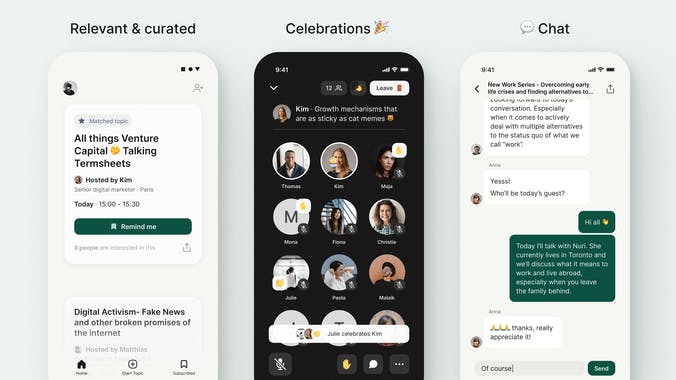 Relevant & curated
Matched topic
All things Venture
Capital 🤔 Talking
Termsheets
Hosted by Kim
Senior digital marketer · Paris
Today · 15:00 - 15:30
Remind me
8 people are interested in this
Digital Activism- Fake News
and other broken promises of
the internet
Hosted by Matthias
Home
Start Topic
Subscribed
Celebrations 🎉
9:41
12
Leave
Kim · Growth mechanisms that
are as sticky as cat memes 😻
Thomas
Kim
Maja
M
Mona
Fiona
Christie
Julie
Paola
Malaik
Julie celebrates Kim
💬 Chat
9:41
New Work Series - Overcoming early
life crises and finding alternatives to...
Looking forward to today's
conversation. Especially
when it comes to actively
deal with multiple alternatives
to the status quo of what we
call "work".
Anna
Yesss!
Who'll be today's guest?
Hi all 👋
Today I'll talk with Nuri. She
currently lives in Toronto and
we'll discuss what it means to
work and live abroad,
especially when you leave
the family behind.
Anna
🙏🙏🙏 thanks, really
appreciate it!
Of course
Send